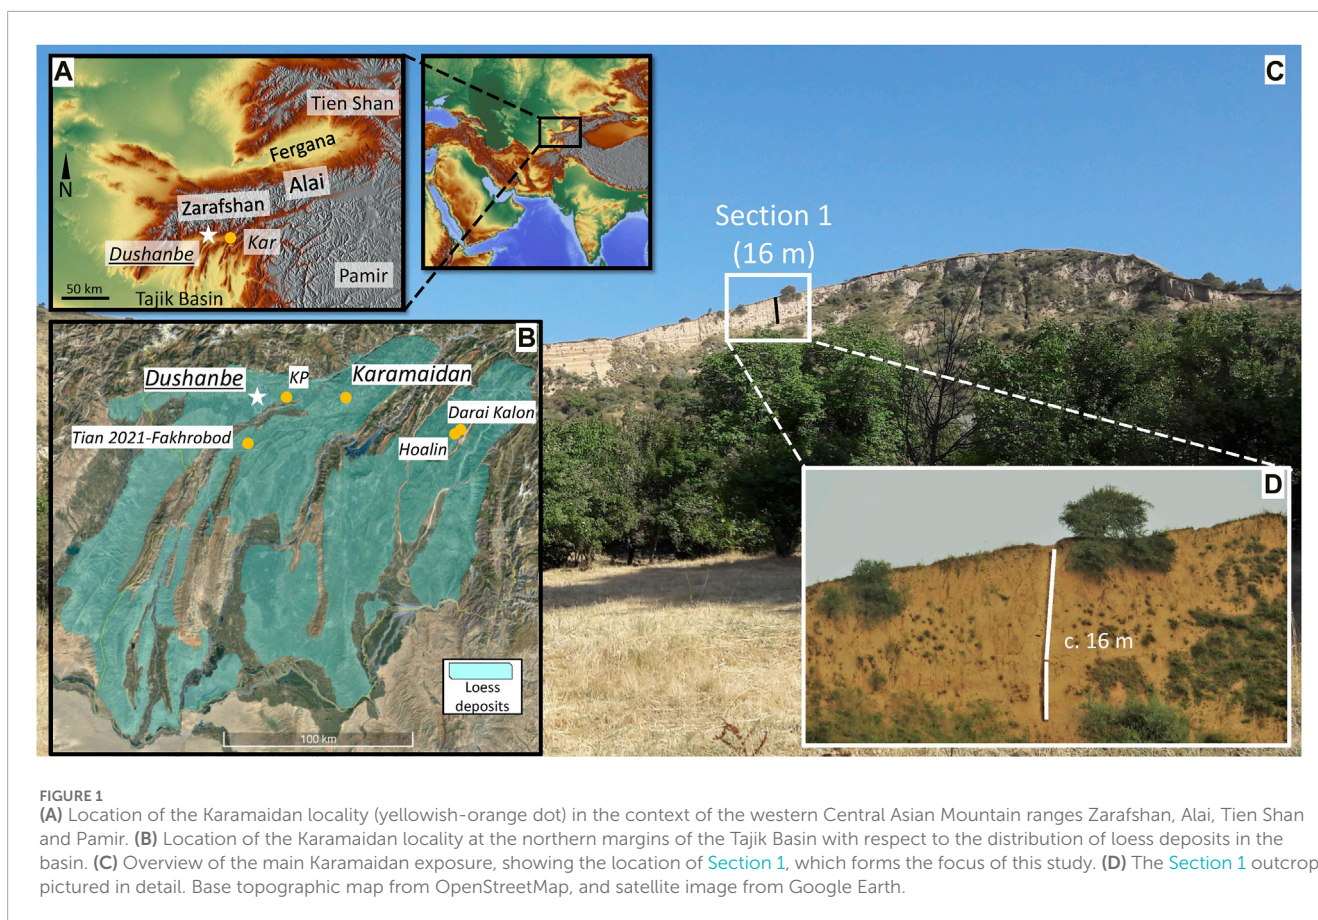 A
Tien Shan
Fergana
N
Alai
Zarafshan
Kar
Dushanbe
Pamir
50 km
Tajik Basin
C
Section 1
(16 m)
B
Dushanbe
KP
Karamaidan
Darai Kalon
Tian 2021-Fakhrobod
Hoalin
Loess
deposits
100 km
D
c. 16 m
FIGURE 1
(A) Location of the Karamaidan locality (yellowish-orange dot) in the context of the western Central Asian Mountain ranges Zarafshan, Alai, Tien Shan
and Pamir. (B) Location of the Karamaidan locality at the northern margins of the Tajik Basin with respect to the distribution of loess deposits in the
basin. (C) Overview of the main Karamaidan exposure, showing the location of Section 1, which forms the focus of this study. (D) The Section 1 outcrop
pictured in detail. Base topographic map from OpenStreetMap, and satellite image from Google Earth.